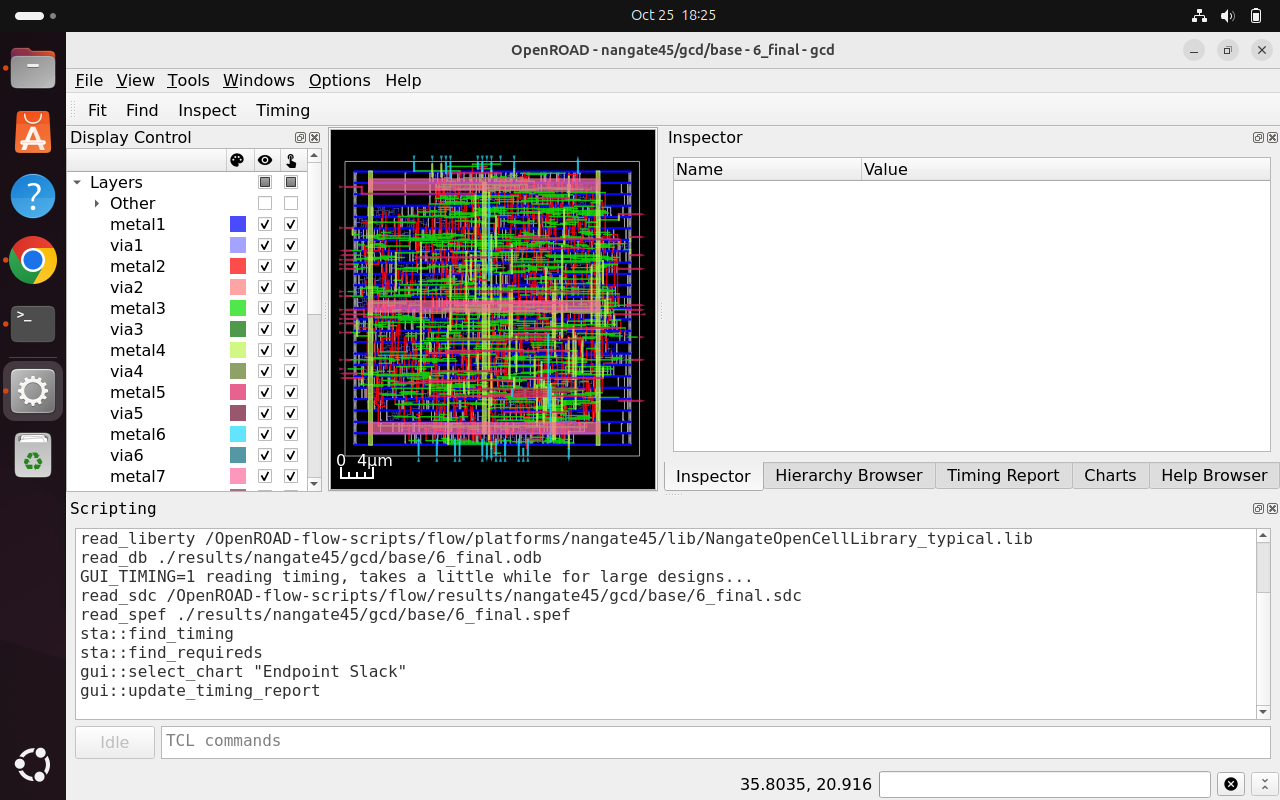 Oct 25 18:25
OpenROAD - nangate45/gcd/base - 6_final - gcd
File View Tools Windows Options Help
Fit Find Inspect Timing
Display Control
Layers
Other
metal1
via1
metal2
via2
metal3
via3
metal4
via4
metal5
via5
metal6
via6
metal7
0 4μm
Inspector
Name Value
Inspector Hierarchy Browser Timing Report Charts Help Browser
Scripting
read_liberty /OpenROAD-flow-scripts/flow/platforms/nangate45/lib/NangateOpenCellLibrary_typical.lib
read_db ./results/nangate45/gcd/base/6_final.odb
GUI_TIMING=1 reading timing, takes a little while for large designs...
read_sdc /OpenROAD-flow-scripts/flow/results/nangate45/gcd/base/6_final.sdc
read_spef ./results/nangate45/gcd/base/6_final.spef
sta::find_timing
sta::find_requireds
gui::select_chart "Endpoint Slack"
gui::update_timing_report
Idle TCL commands
35.8035, 20.916